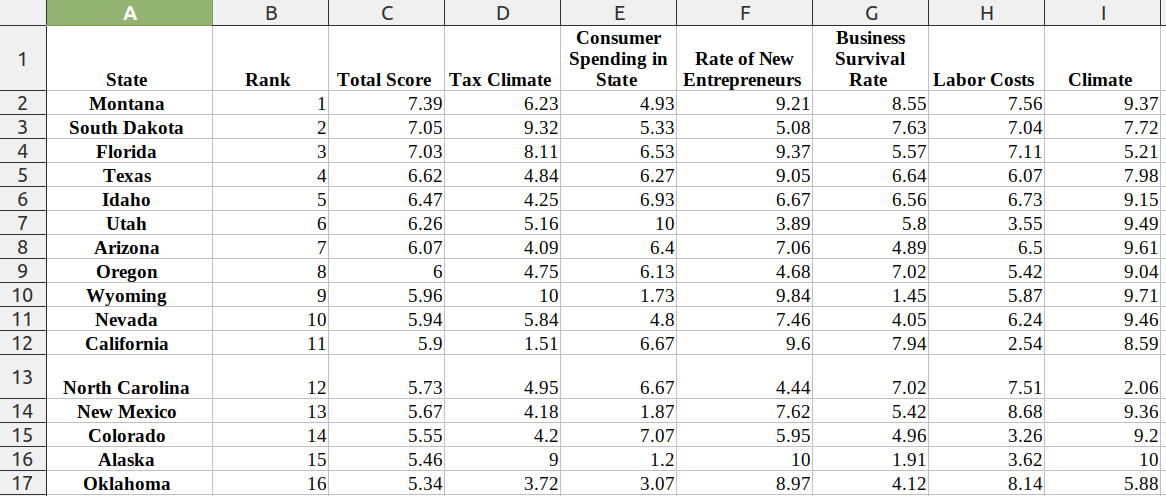 A B C D E F G H I
1 State Rank Total Score Tax Climate Consumer Spending in State Rate of New Entrepreneurs Business Survival Rate Labor Costs Climate
2 Montana 1 7.39 6.23 4.93 9.21 8.55 7.56 9.37
3 South Dakota 2 7.05 9.32 5.33 5.08 7.63 7.04 7.72
4 Florida 3 7.03 8.11 6.53 9.37 5.57 7.11 5.21
5 Texas 4 6.62 4.84 6.27 9.05 6.64 6.07 7.98
6 Idaho 5 6.47 4.25 6.93 6.67 6.56 6.73 9.15
7 Utah 6 6.26 5.16 10 3.89 5.8 3.55 9.49
8 Arizona 7 6.07 4.09 6.4 7.06 4.89 6.5 9.61
9 Oregon 8 6 4.75 6.13 4.68 7.02 5.42 9.04
10 Wyoming 9 5.96 10 1.73 9.84 1.45 5.87 9.71
11 Nevada 10 5.94 5.84 4.8 7.46 4.05 6.24 9.46
12 California 11 5.9 1.51 6.67 9.6 7.94 2.54 8.59
13 North Carolina 12 5.73 4.95 6.67 4.44 7.02 7.51 2.06
14 New Mexico 13 5.67 4.18 1.87 7.62 5.42 8.68 9.36
15 Colorado 14 5.55 4.2 7.07 5.95 4.96 3.26 9.2
16 Alaska 15 5.46 9 1.2 10 1.91 3.62 10
17 Oklahoma 16 5.34 3.72 3.07 8.97 4.12 8.14 5.88